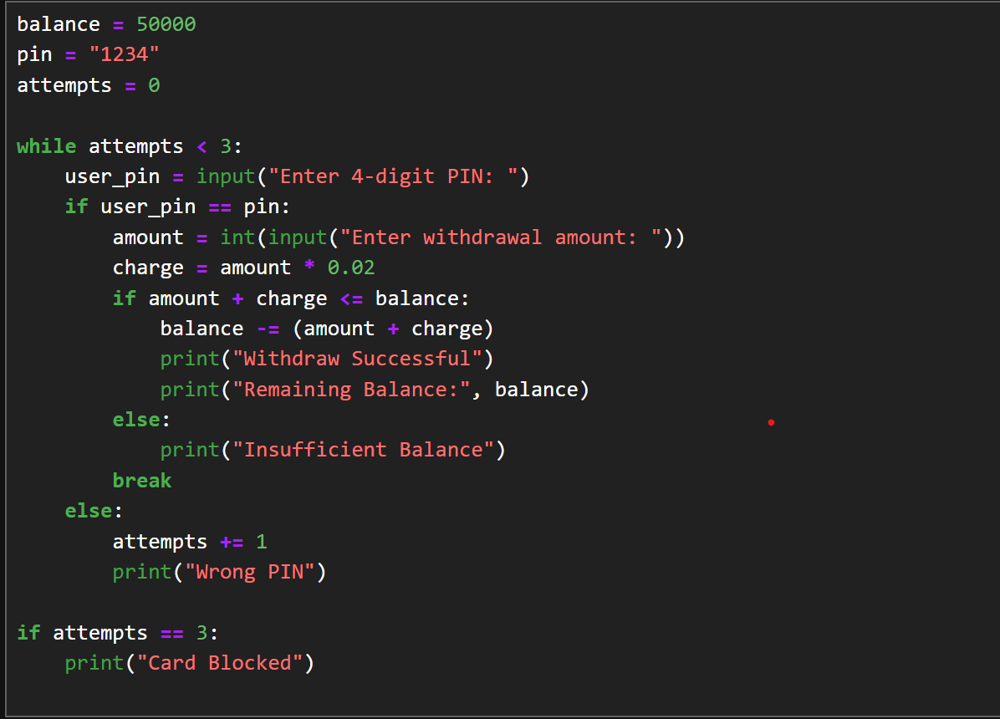 balance = 50000
pin = "1234"
attempts = 0

while attempts < 3:
    user_pin = input("Enter 4-digit PIN: ")
    if user_pin == pin:
        amount = int(input("Enter withdrawal amount: "))
        charge = amount * 0.02
        if amount + charge <= balance:
            balance -= (amount + charge)
            print("Withdraw Successful")
            print("Remaining Balance:", balance)
        else:
            print("Insufficient Balance")
        break
    else:
        attempts += 1
        print("Wrong PIN")

if attempts == 3:
    print("Card Blocked")